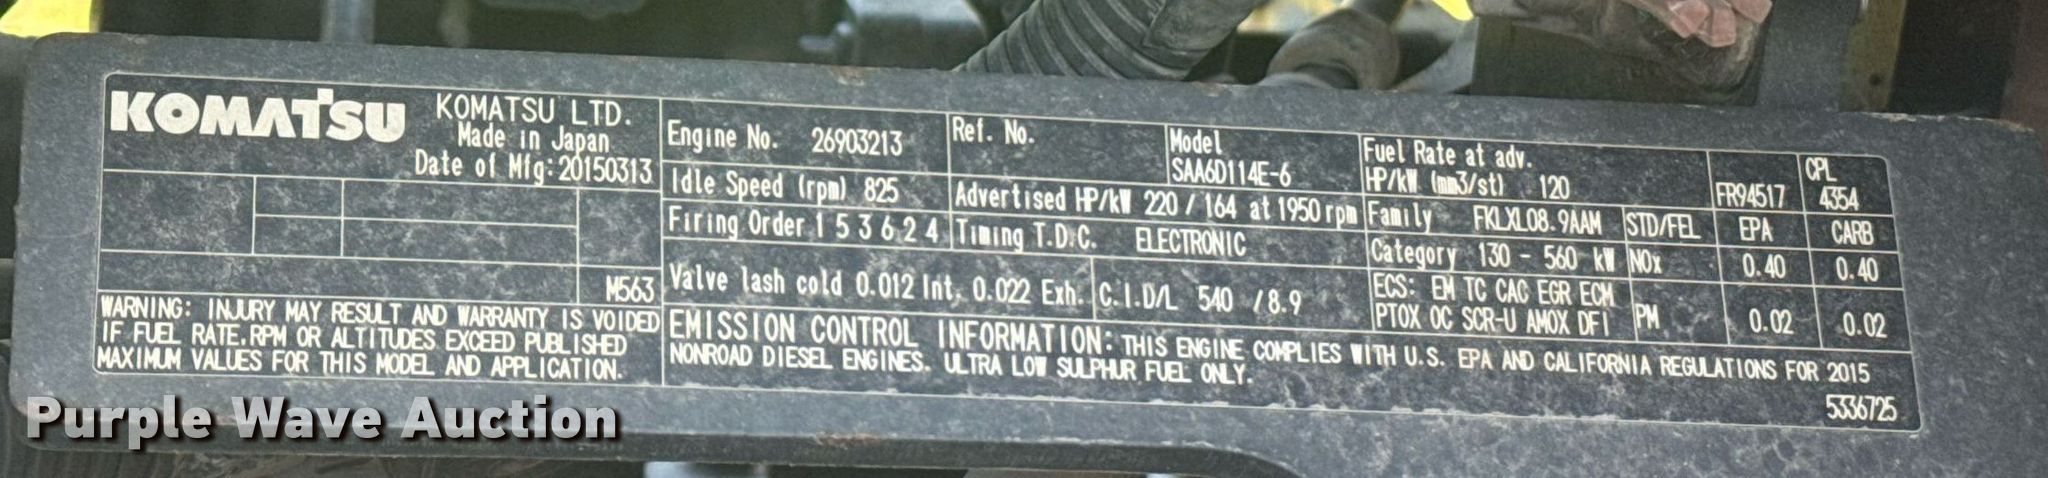 KOMATSU
KOMATSU LTD.
Made in Japan
Date of Mfg: 20150313
M563
WARNING: INJURY MAY RESULT AND WARRANTY IS VOIDED
IF FUEL RATE.RPM OR ALTITUDES EXCEED PUBLISHED
MAXIMUM VALUES FOR THIS MODEL AND APPLICATION.
Engine No. 26903213
Ref. No.
Model
SAA6D114E-6
Idle Speed (rpm) 825
Advertised HP/kW 220 / 164 at 1950 rpm
Firing Order 1 5 3 6 2 4
Timing T.D.C. ELECTRONIC
Valve lash cold 0.012 Int. 0.022 Exh.
C.I.D/L 540 /8.9
Fuel Rate at adv.
HP/kW (mm3/st) 120
FR94517
CPL
4354
Family FKLXL08.9AAM
STD/FEL
EPA
CARB
Category 130 - 560 kW
NOx
0.40
0.40
ECS: EM TC CAC EGR ECM
PTOX OC SCR-U AMOX DFI
PM
0.02
0.02
EMISSION CONTROL INFORMATION: THIS ENGINE COMPLIES WITH U.S. EPA AND CALIFORNIA REGULATIONS FOR 2015
NONROAD DIESEL ENGINES. ULTRA LOW SULPHUR FUEL ONLY.
5336725
Purple Wave Auction